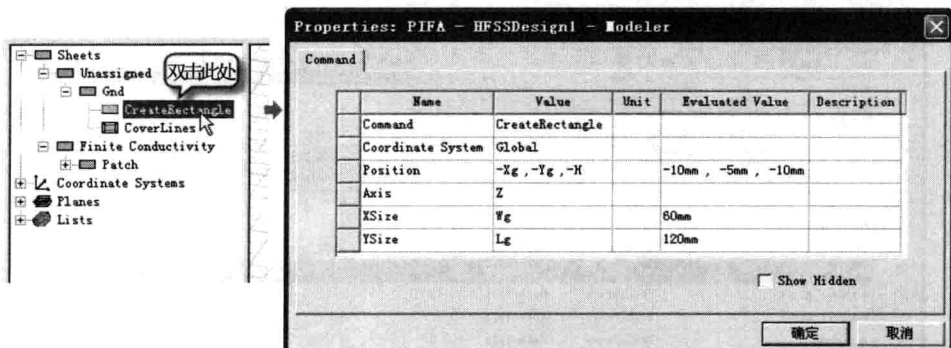 Sheets
Unassigned
Gnd
CreateRectangle
CoverLines
Finite Conductivity
Patch
Coordinate Systems
Planes
Lists
双击此处
Properties: PIFA - HFSSDesign1 - Modeler
Command
Name Value Unit Evaluated Value Description
Command CreateRectangle
Coordinate System Global
Position -Xg ,-Yg ,-H -10mm , -5mm , -10mm
Axis Z
XSize Wg 60mm
YSize Lg 120mm
Show Hidden
确定 取消